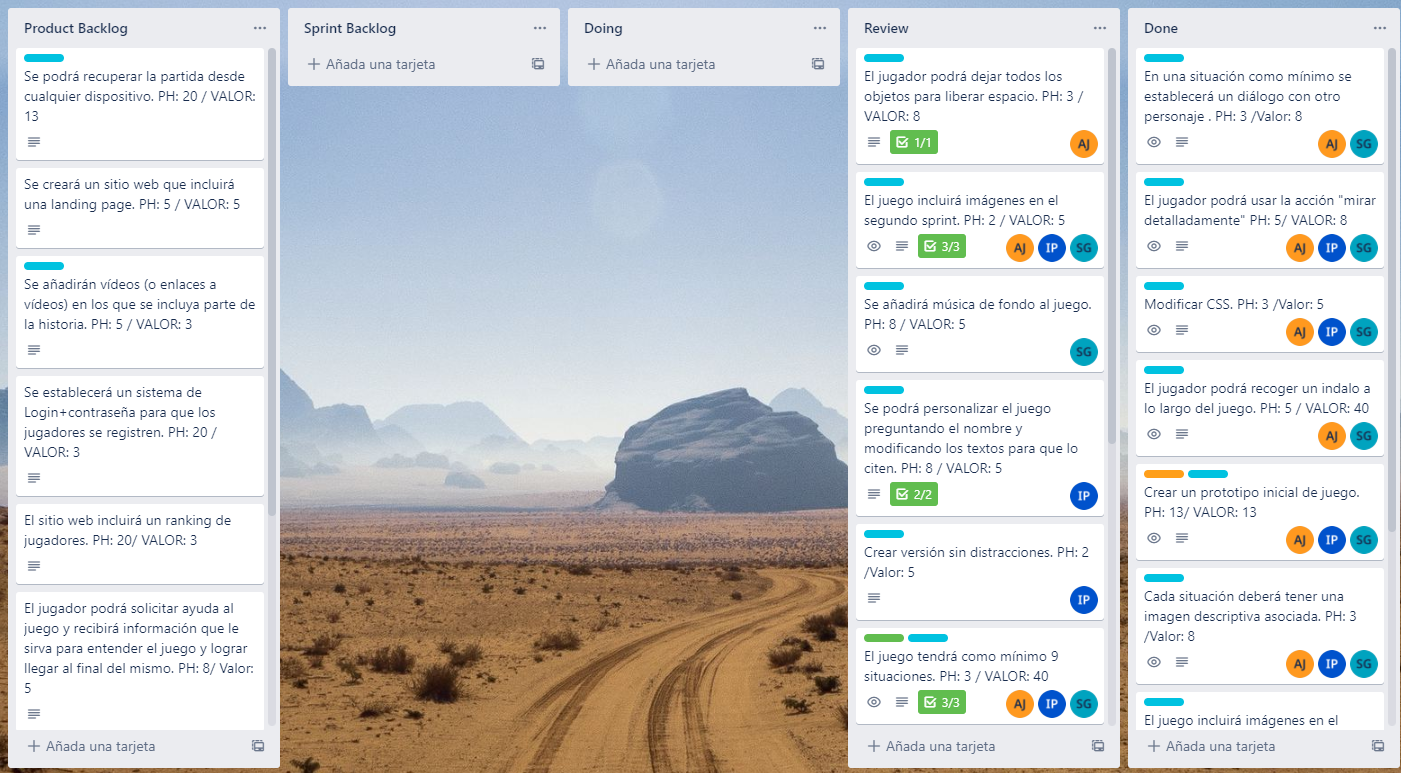 Product Backlog
Se podrá recuperar la partida desde
cualquier dispositivo. PH: 20 / VALOR:
13
Se creará un sitio web que incluirá
una landing page. PH: 5 / VALOR: 5
Se añadirán vídeos (o enlaces a
vídeos) en los que se incluya parte de
la historia. PH: 5 / VALOR: 3
Se establecerá un sistema de
Login+contraseña para que los
jugadores se registren. PH: 20 /
VALOR: 3
El sitio web incluirá un ranking de
jugadores. PH: 20/ VALOR: 3
El jugador podrá solicitar ayuda al
juego y recibirá información que le
sirva para entender el juego y lograr
llegar al final del mismo. PH: 8/ Valor:
5
Añada una tarjeta
Sprint Backlog
Añada una tarjeta
Doing
Añada una tarjeta
Review
El jugador podrá dejar todos los
objetos para liberar espacio. PH: 3 /
VALOR: 8
1/1
AJ
El juego incluirá imágenes en el
segundo sprint. PH: 2 / VALOR: 5
3/3
AJ IP SG
Se añadirá música de fondo al juego.
PH: 8 / VALOR: 5
SG
Se podrá personalizar el juego
preguntando el nombre y
modificando los textos para que lo
citen. PH: 8 / VALOR: 5
2/2
IP
Crear versión sin distracciones. PH: 2
/Valor: 5
IP
El juego tendrá como mínimo 9
situaciones. PH: 3 / VALOR: 40
3/3
AJ IP SG
Añada una tarjeta
Done
En una situación como mínimo se
establecerá un diálogo con otro
personaje . PH: 3 /Valor: 8
AJ SG
El jugador podrá usar la acción "mirar
detalladamente" PH: 5/ VALOR: 8
AJ IP SG
Modificar CSS. PH: 3 /Valor: 5
AJ IP SG
El jugador podrá recoger un indalo a
lo largo del juego. PH: 5 / VALOR: 40
AJ SG
Crear un prototipo inicial de juego.
PH: 13/ VALOR: 13
AJ IP SG
Cada situación deberá tener una
imagen descriptiva asociada. PH: 3
/Valor: 8
AJ IP SG
El juego incluirá imágenes en el
Añada una tarjeta